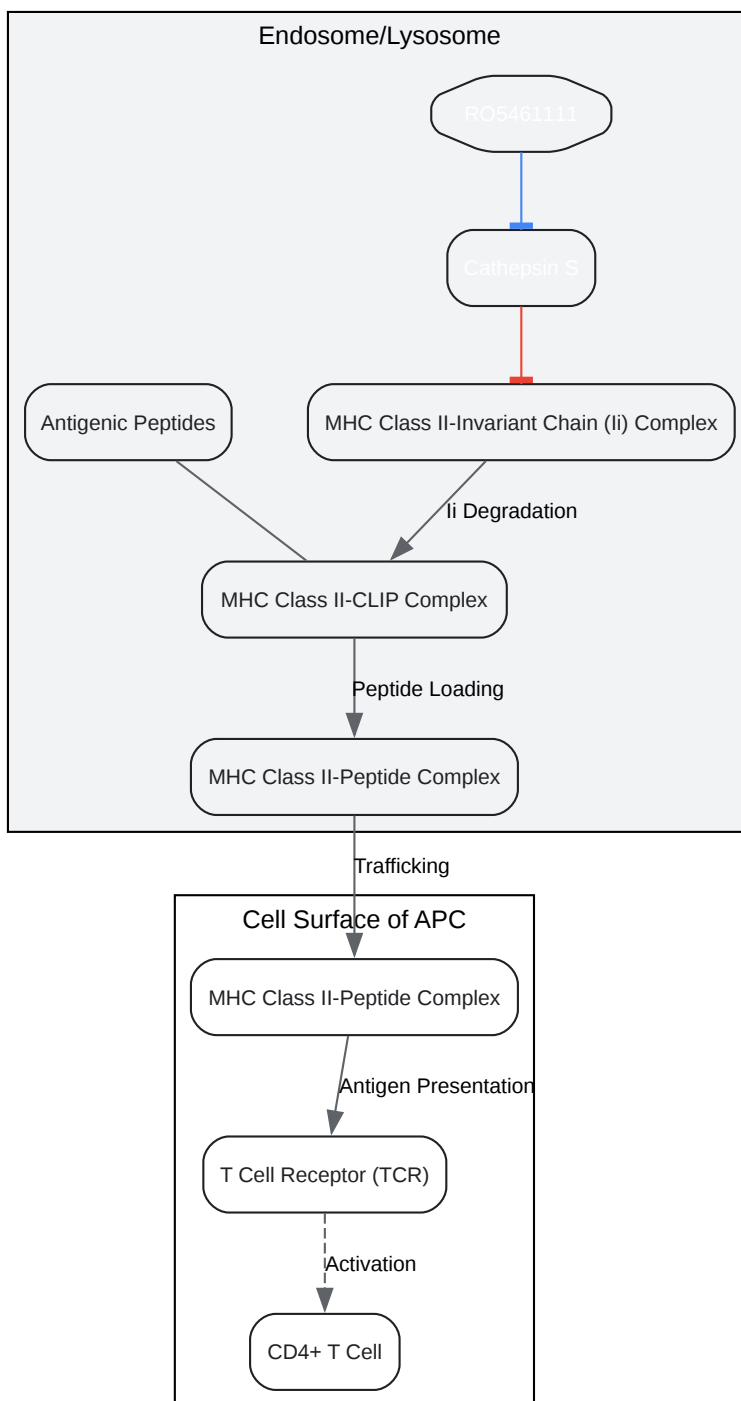 Endosome/Lysosome
RO5461111
Cathepsin S
Antigenic Peptides
MHC Class II-Invariant Chain (Ii) Complex
Ii Degradation
MHC Class II-CLIP Complex
Peptide Loading
MHC Class II-Peptide Complex
Trafficking
Cell Surface of APC
MHC Class II-Peptide Complex
Antigen Presentation
T Cell Receptor (TCR)
Activation
CD4+ T Cell